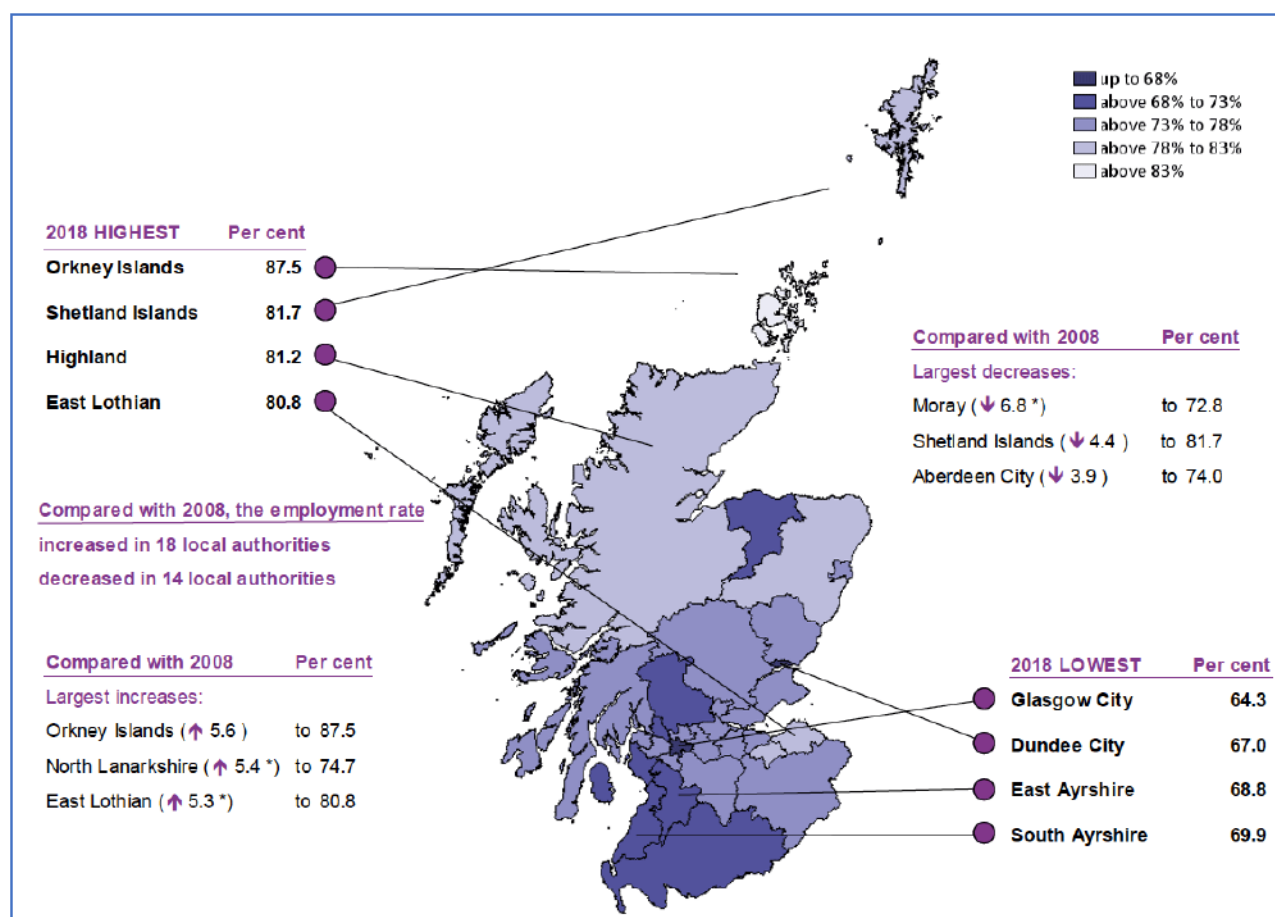 up to 68%
above 68% to 73%
above 73% to 78%
above 78% to 83%
above 83%
2018 HIGHEST Per cent
Orkney Islands 87.5
Shetland Islands 81.7
Highland 81.2
East Lothian 80.8
Compared with 2008 Per cent
Largest decreases:
Moray (↓ 6.8 *) to 72.8
Shetland Islands (↓ 4.4 ) to 81.7
Aberdeen City (↓ 3.9 ) to 74.0
Compared with 2008, the employment rate
increased in 18 local authorities
decreased in 14 local authorities
Compared with 2008 Per cent
Largest increases:
Orkney Islands (↑ 5.6 ) to 87.5
North Lanarkshire (↑ 5.4 *) to 74.7
East Lothian (↑ 5.3 *) to 80.8
2018 LOWEST Per cent
Glasgow City 64.3
Dundee City 67.0
East Ayrshire 68.8
South Ayrshire 69.9